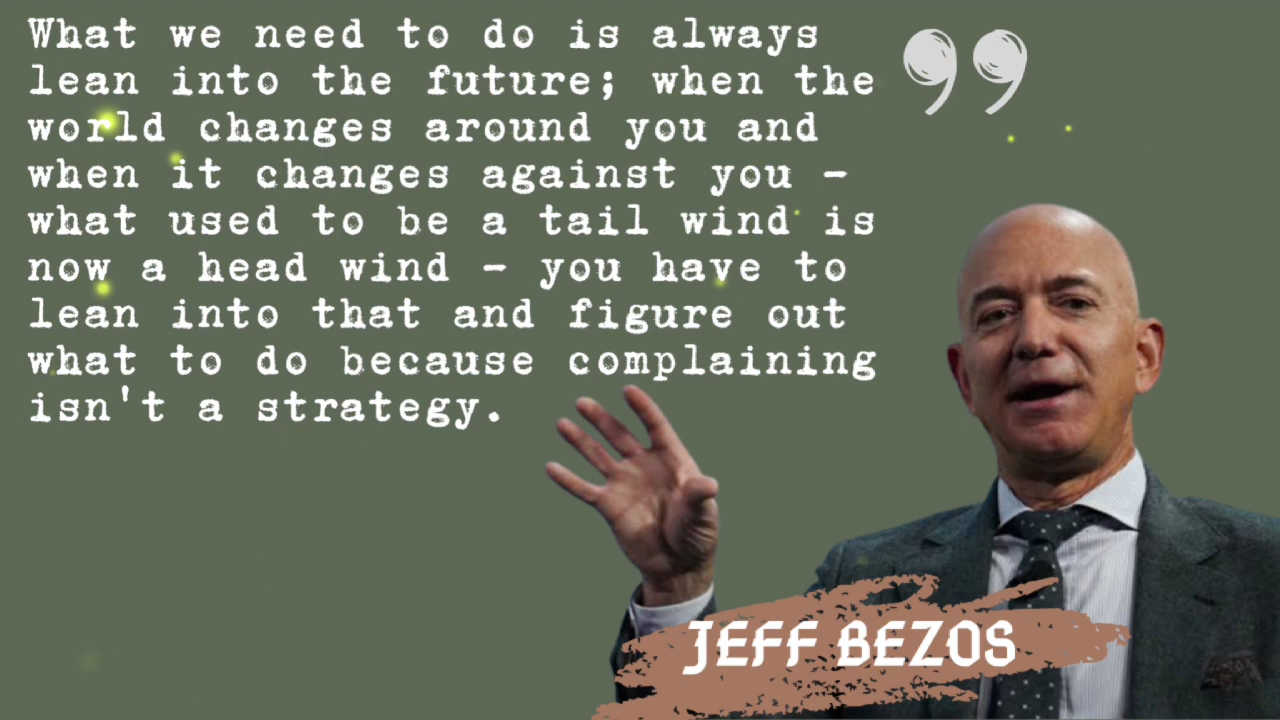 What we need to do is always
lean into the future; when the
world changes around you and
when it changes against you –
what used to be a tail wind is
now a head wind – you have to
lean into that and figure out
what to do because complaining
isn't a strategy.
JEFF BEZOS